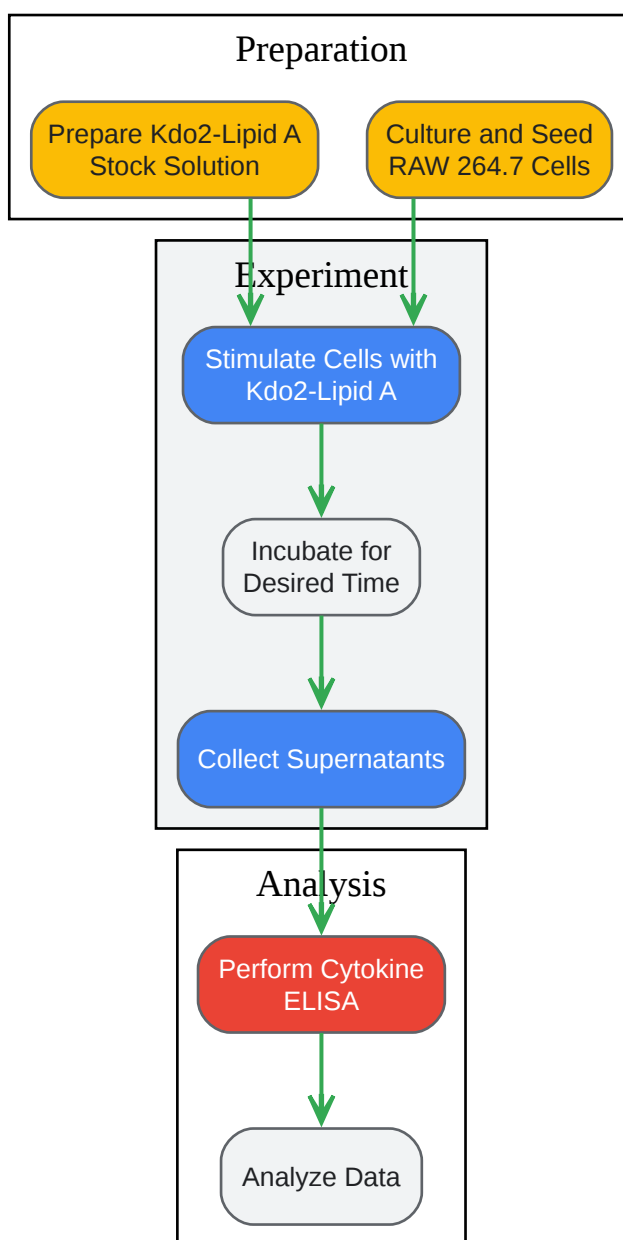 Preparation
Prepare Kdo2-Lipid A
Stock Solution
Culture and Seed
RAW 264.7 Cells
Experiment
Stimulate Cells with
Kdo2-Lipid A
Incubate for
Desired Time
Collect Supernatants
Analysis
Perform Cytokine
ELISA
Analyze Data